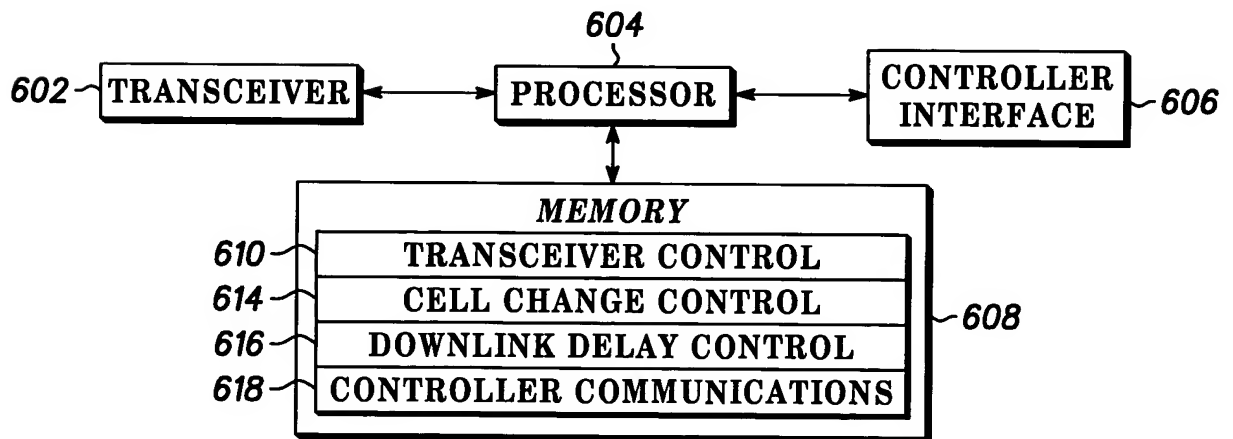 604
602 TRANSCEIVER
PROCESSOR
CONTROLLER
INTERFACE
606
MEMORY
610 TRANSCEIVER CONTROL
614 CELL CHANGE CONTROL
616 DOWNLINK DELAY CONTROL
618 CONTROLLER COMMUNICATIONS
608